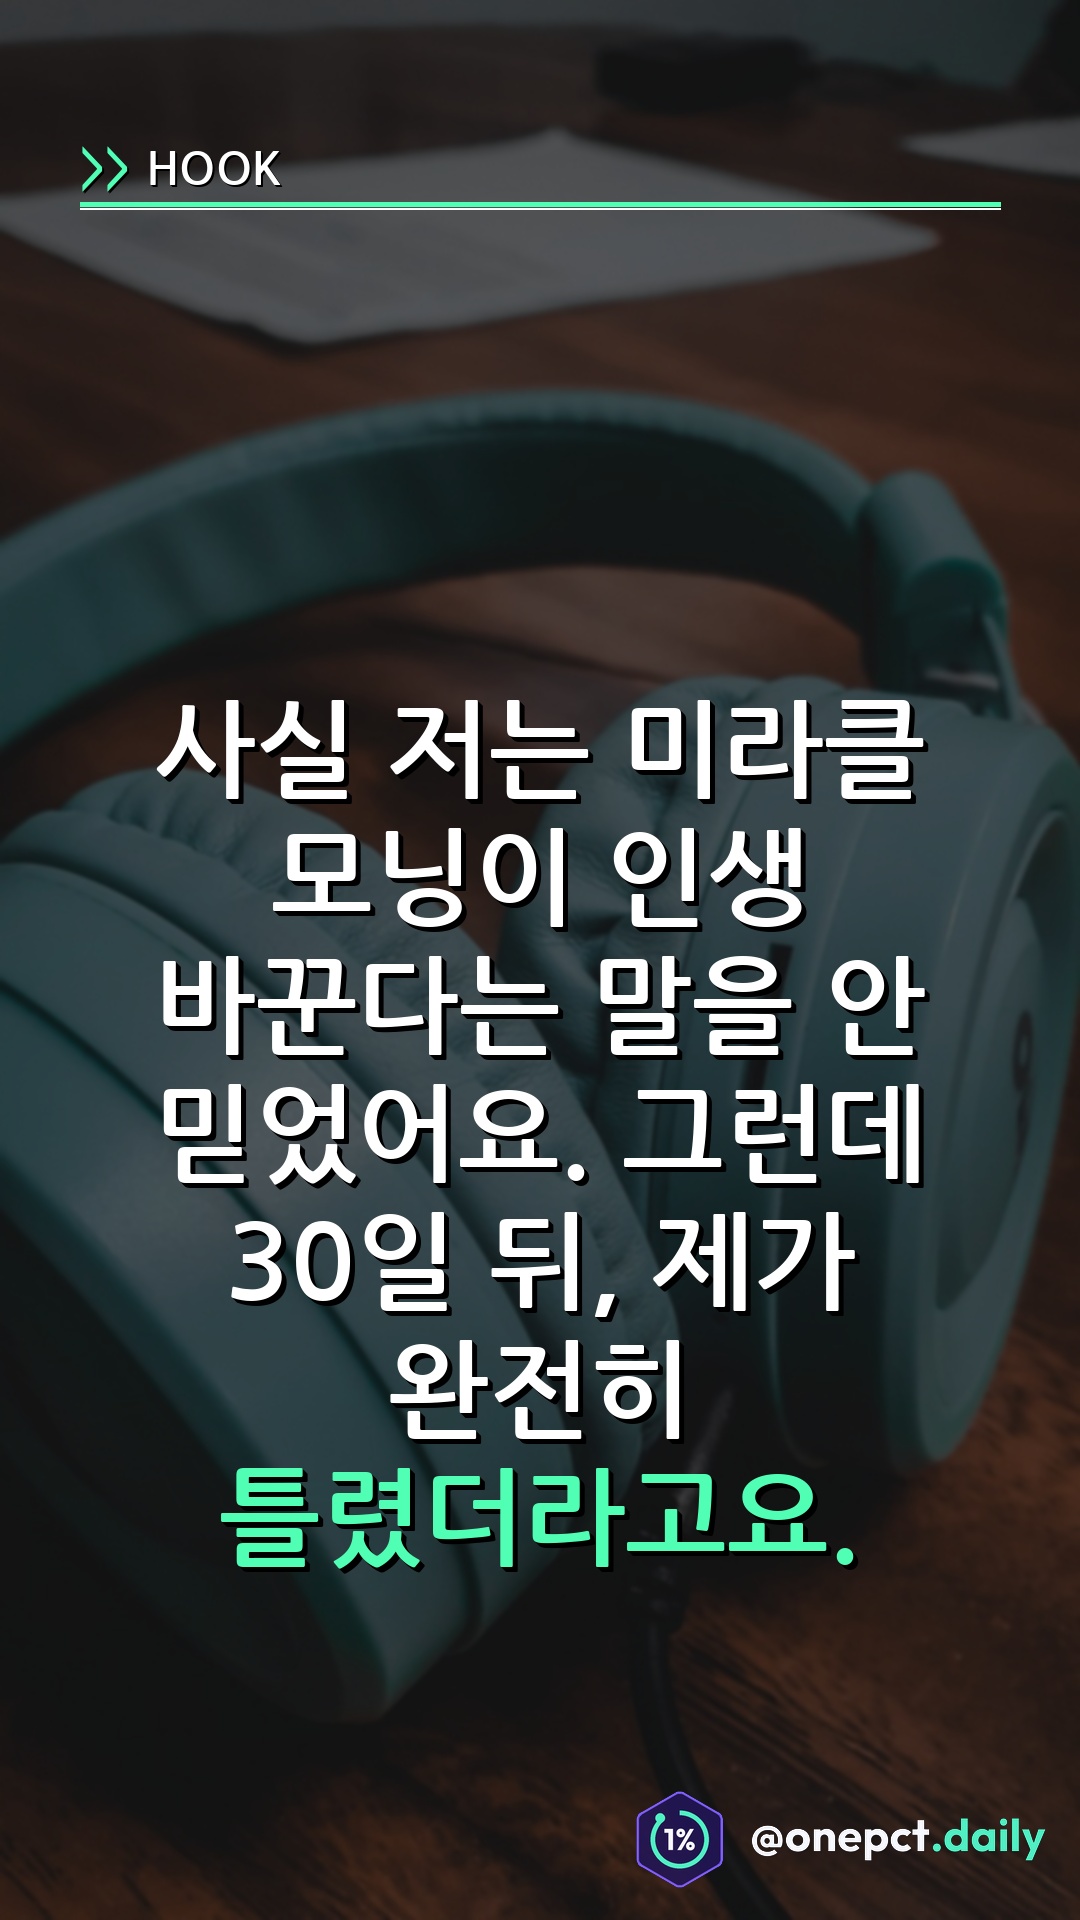 HOOK
사실 저는 미라클
모닝이 인생
바꾼다는 말을 안
믿었어요. 그런데
30일 뒤, 제가
완전히
틀렸더라고요.
1%
@onepct.daily